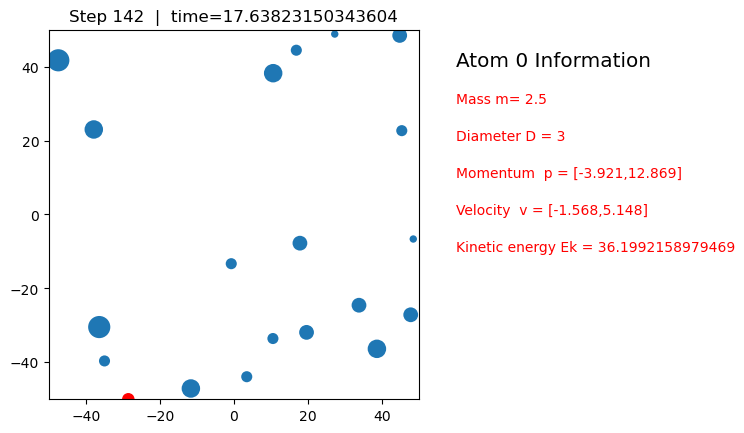 Step 142  |  time=17.63823150343604
Atom 0 Information
Mass m= 2.5
Diameter D = 3
Momentum  p = [-3.921,12.869]
Velocity  v = [-1.568,5.148]
Kinetic energy Ek = 36.1992158979469
40
20
0
−20
−40
−40 −20 0 20 40